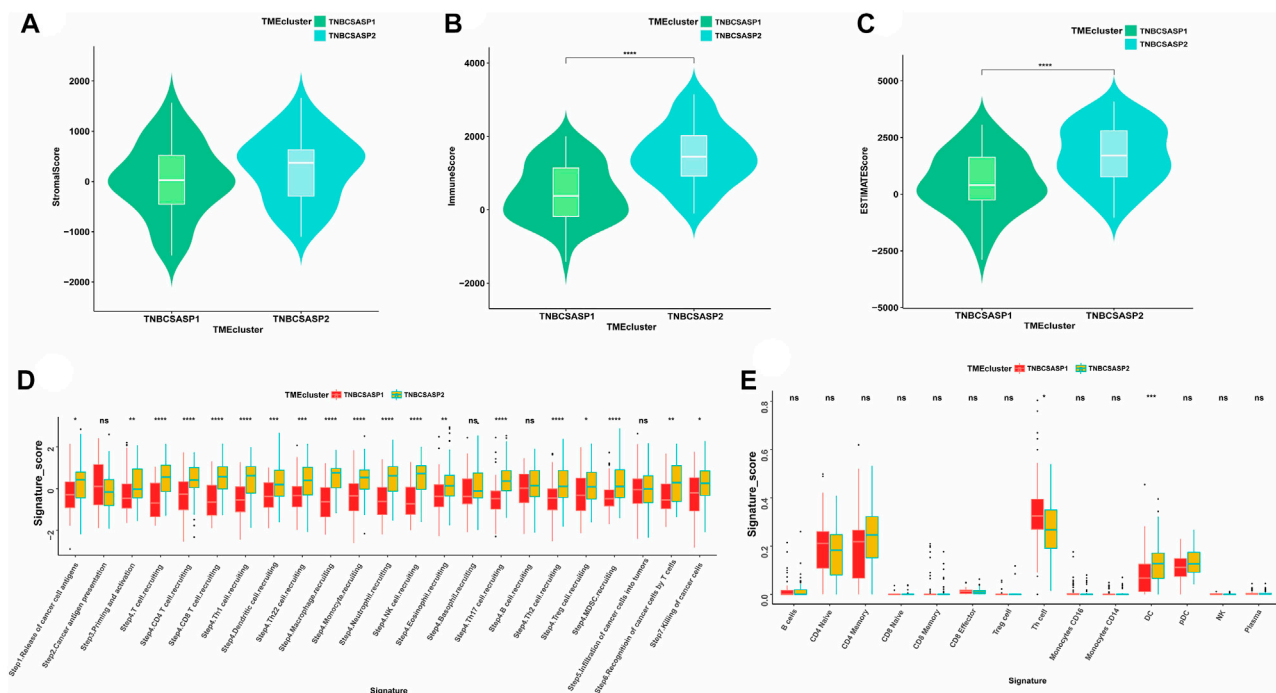 A
TMEcluster
TNBCSASP1
TNBCSASP2
StromalScore
2000
1000
0
−1000
−2000
TNBCSASP1
TNBCSASP2
TMEcluster
B
TMEcluster
TNBCSASP1
TNBCSASP2
****
ImmuneScore
4000
2000
0
−2000
TNBCSASP1
TNBCSASP2
TMEcluster
C
TMEcluster
TNBCSASP1
TNBCSASP2
****
ESTIMATEScore
5000
2500
0
−2500
−5000
TNBCSASP1
TNBCSASP2
TMEcluster
D
TMEcluster TNBCSASP1 TNBCSASP2
* ns ** **** **** **** **** *** *** **** **** **** **** ** ns **** ns **** * **** ns ** *
Signature_score
2
0
−2
Step1.Release of cancer cell antigens
Step2.Cancer antigen presentation
Step3.Priming and activation
Step4.T cell.recruiting
Step4.CD4 T cell.recruiting
Step4.CD8 T cell.recruiting
Step4.Th1 cell.recruiting
Step4.Dendritic cell.recruiting
Step4.Th22 cell.recruiting
Step4.Macrophage.recruiting
Step4.Monocyte.recruiting
Step4.Neutrophil.recruiting
Step4.NK cell.recruiting
Step4.Eosinophil.recruiting
Step4.Basophil.recruiting
Step4.Th17 cell.recruiting
Step4.B cell.recruiting
Step4.Th2 cell.recruiting
Step4.Treg cell.recruiting
Step4.MDSC.recruiting
Step5.Infiltration of cancer cells into tumors
Step6.Recognition of cancer cells by T cells
Step7.Killing of cancer cells
Signature
E
TMEcluster TNBCSASP1 TNBCSASP2
ns ns ns ns ns ns ns * ns ns *** ns ns ns
Signature_score
0.8
0.6
0.4
0.2
0.0
B cells
CD4 Naive
CD4 Memory
CD8 Naive
CD8 Memory
CD8 Effector
Treg cell
Th cell
Monocytes CD16
Monocytes CD14
DC
pDC
NK
Plasma
Signature